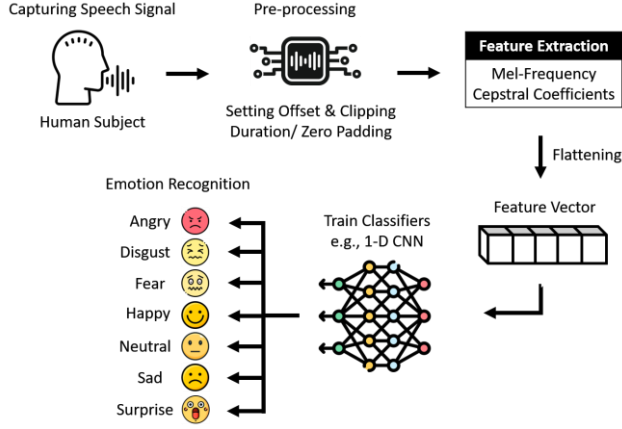 Capturing Speech Signal
Human Subject
Pre-processing
Setting Offset & Clipping
Duration/ Zero Padding
Feature Extraction
Mel-Frequency
Cepstral Coefficients
Flattening
Feature Vector
Train Classifiers
e.g., 1-D CNN
Emotion Recognition
Angry
Disgust
Fear
Happy
Neutral
Sad
Surprise